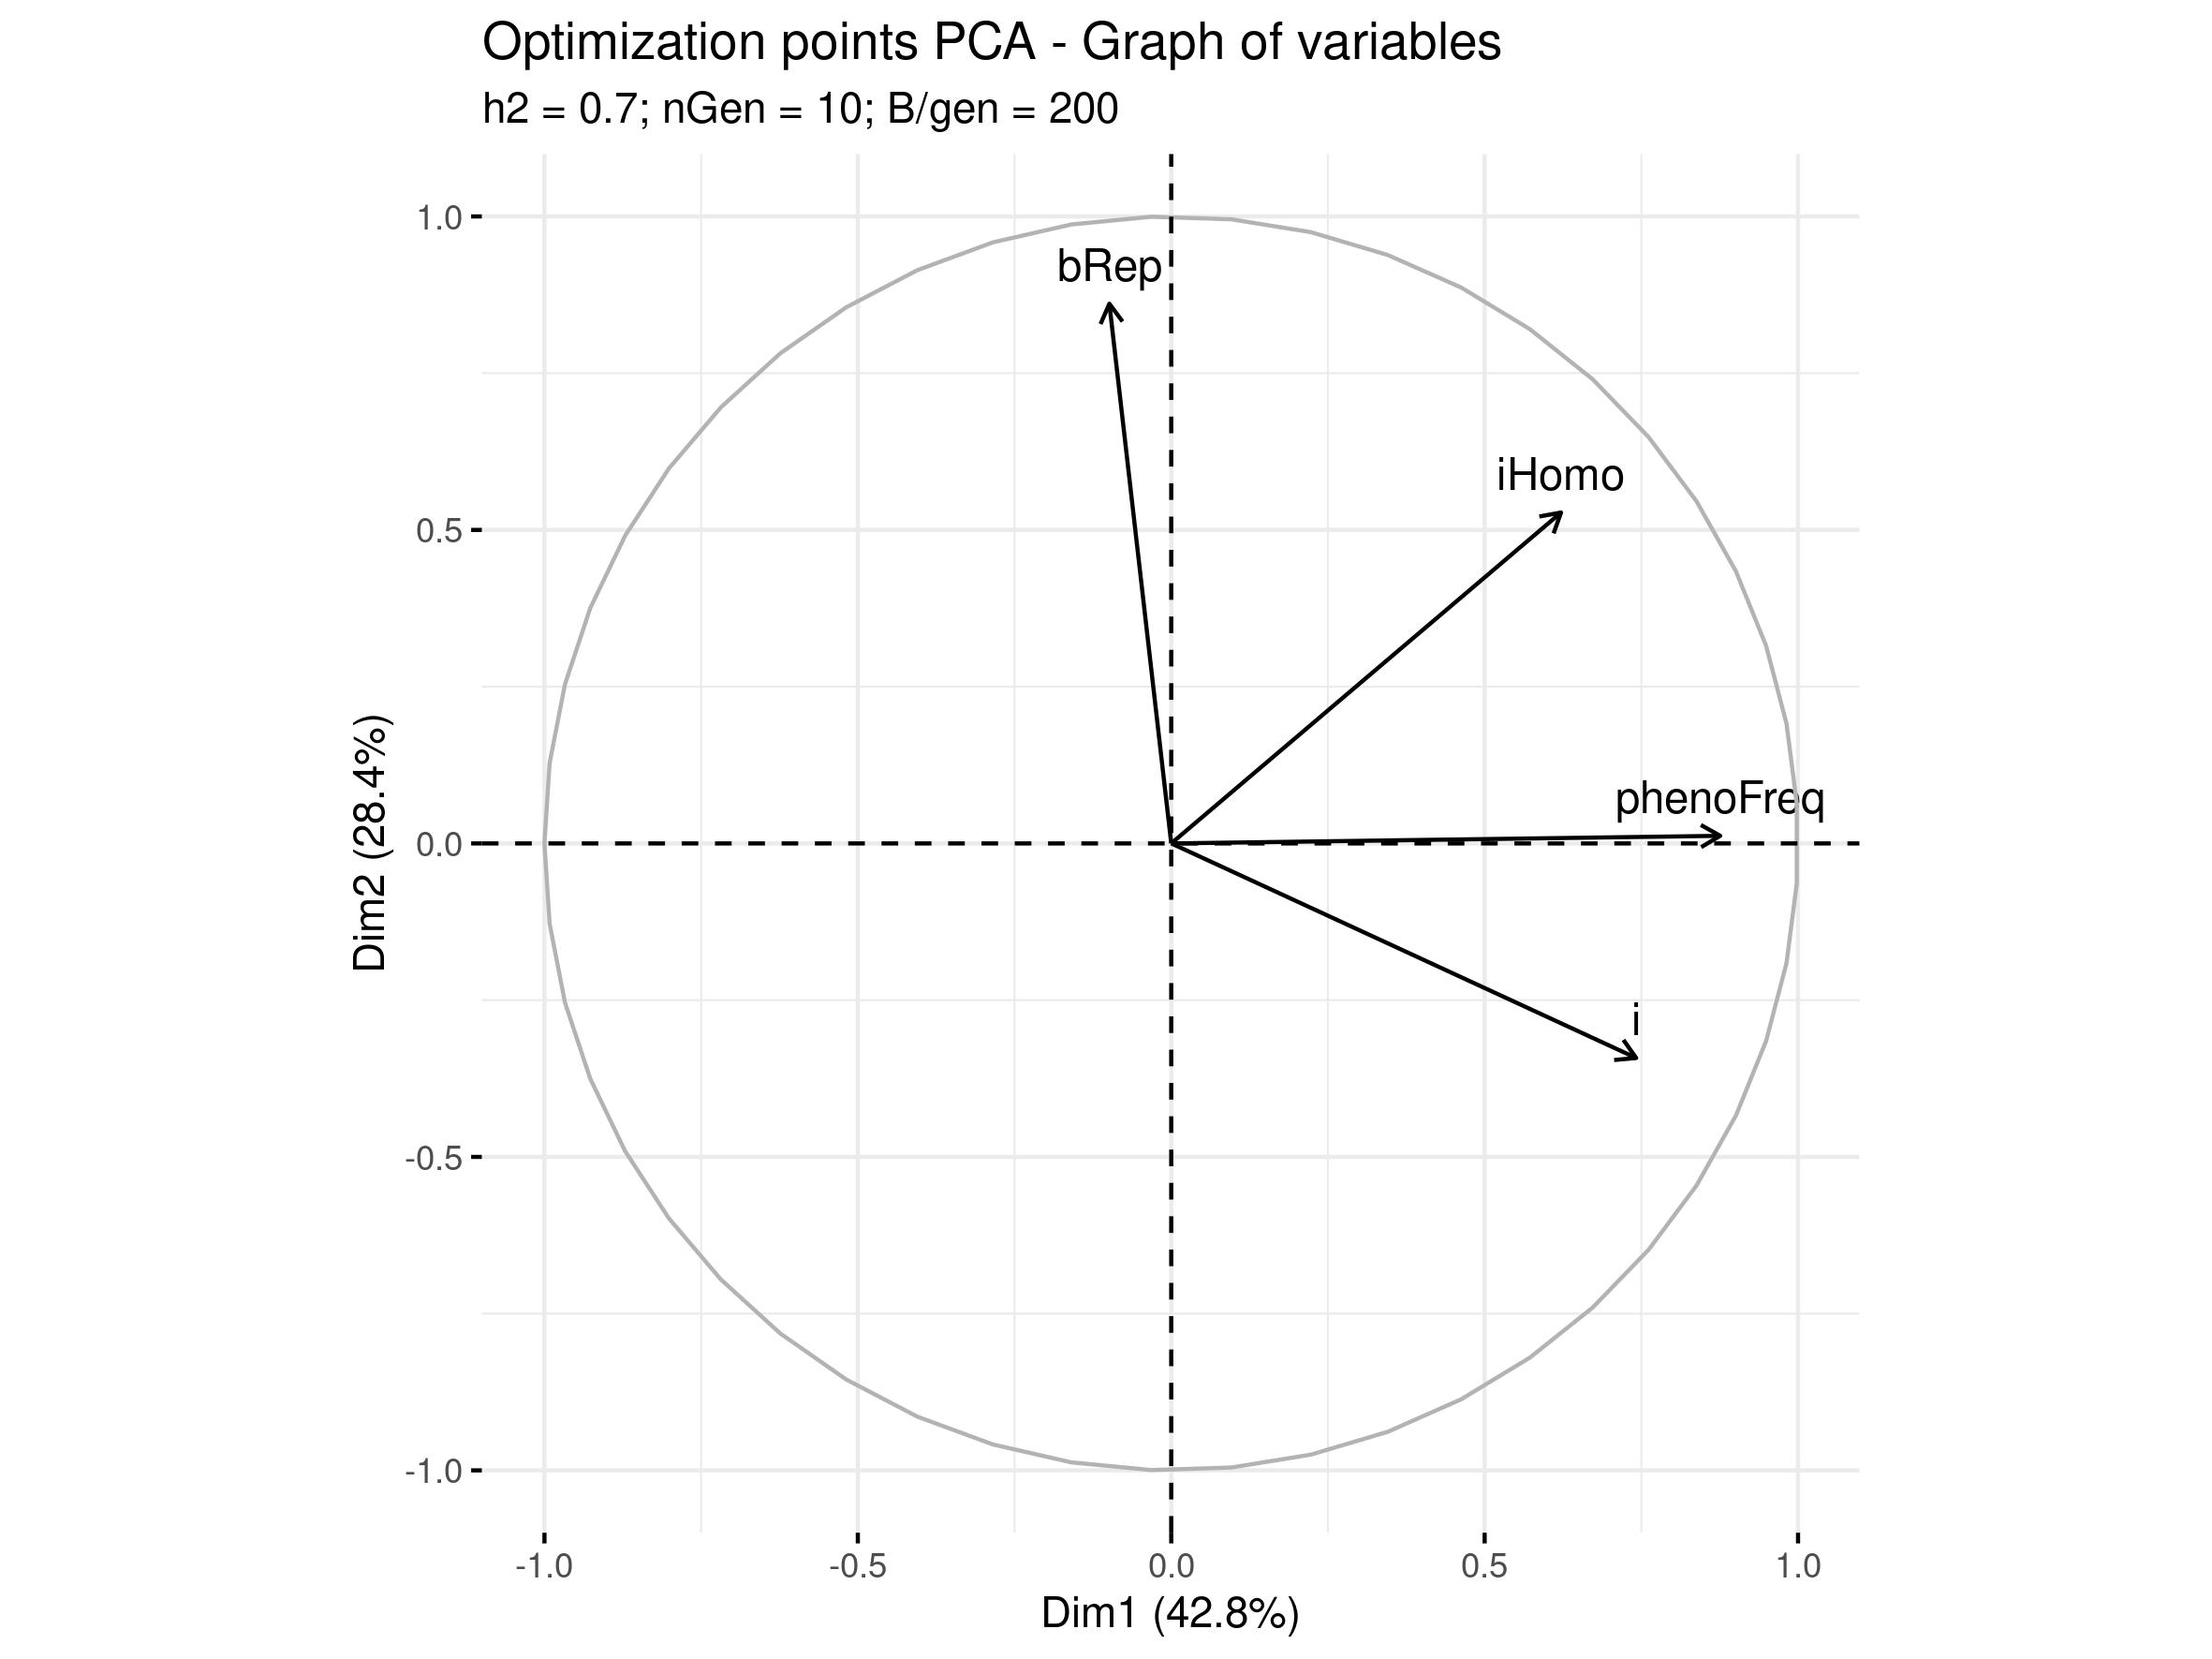 Optimization points PCA - Graph of variables
h2 = 0.7; nGen = 10; B/gen = 200
1.0
0.5
0.0
-0.5
-1.0
Dim2 (28.4%)
bRep
iHomo
phenoFreq
i
-1.0
-0.5
0.0
0.5
1.0
Dim1 (42.8%)